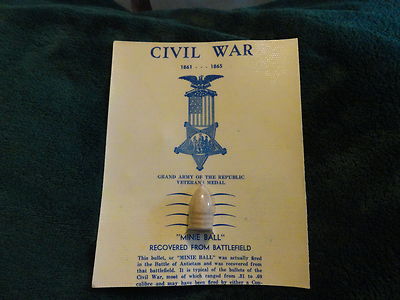 CIVIL WAR
1861 - - - 1865
GRAND ARMY OF THE REPUBLIC
VETERANS MEDAL
"MINIE BALL"
RECOVERED FROM BATTLEFIELD
This bullet, or "MINIE BALL" was actually fired
in the Battle of Antietam and was recovered from
that battlefield. It is typical of the bullets of the
Civil War, most of which ranged from .31 to .69
calibre and may have been fired by either a Con-